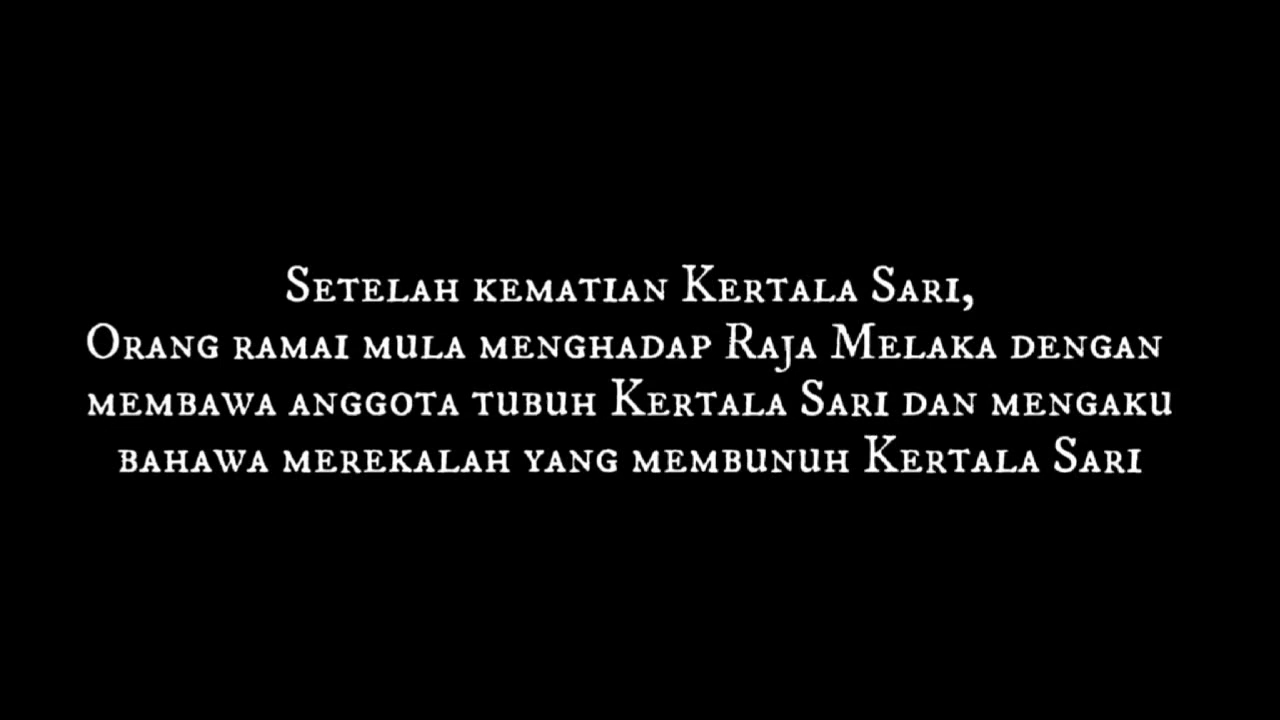 Setelah kematian Kertala Sari,
Orang ramai mula menghadap Raja Melaka dengan
membawa anggota tubuh Kertala Sari dan mengaku
bahawa merekalah yang membunuh Kertala Sari